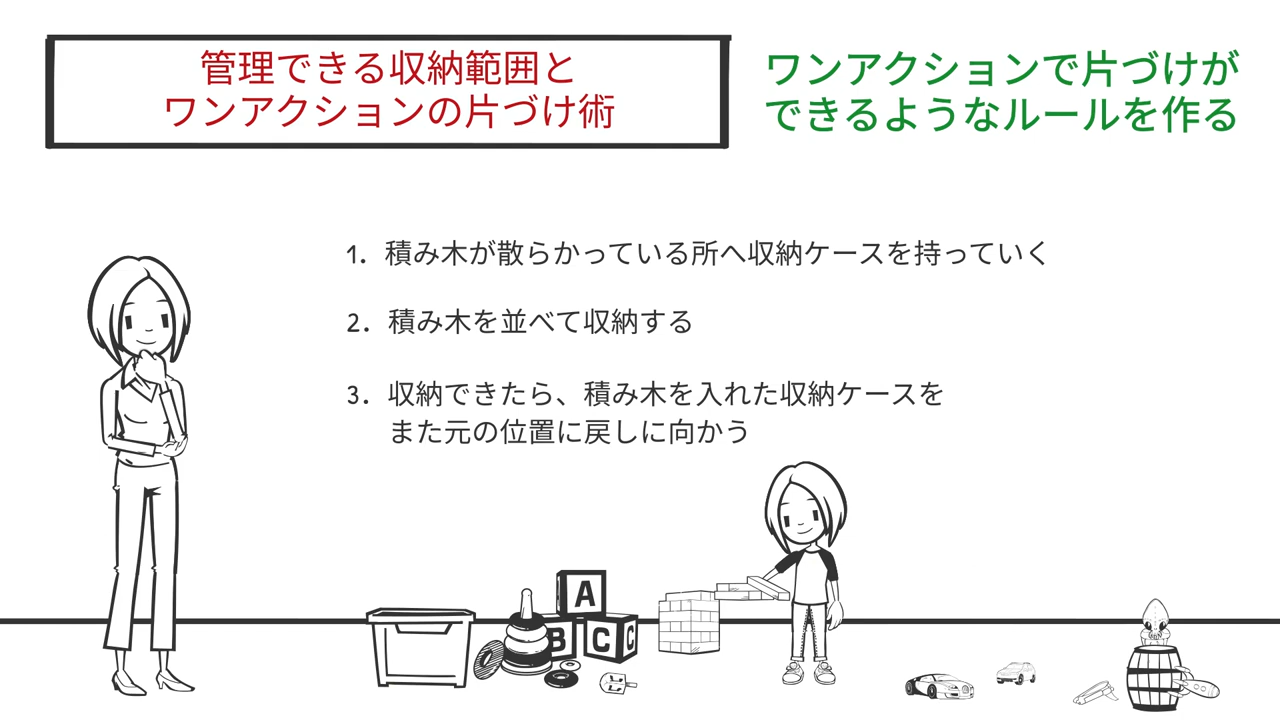 管理できる収納範囲と
ワンアクションの片づけ術
ワンアクションで片づけが
できるようなルールを作る
1. 積み木が散らかっている所へ収納ケースを持っていく
2. 積み木を並べて収納する
3. 収納できたら、積み木を入れた収納ケースを
また元の位置に戻しに向かう
A
B C C